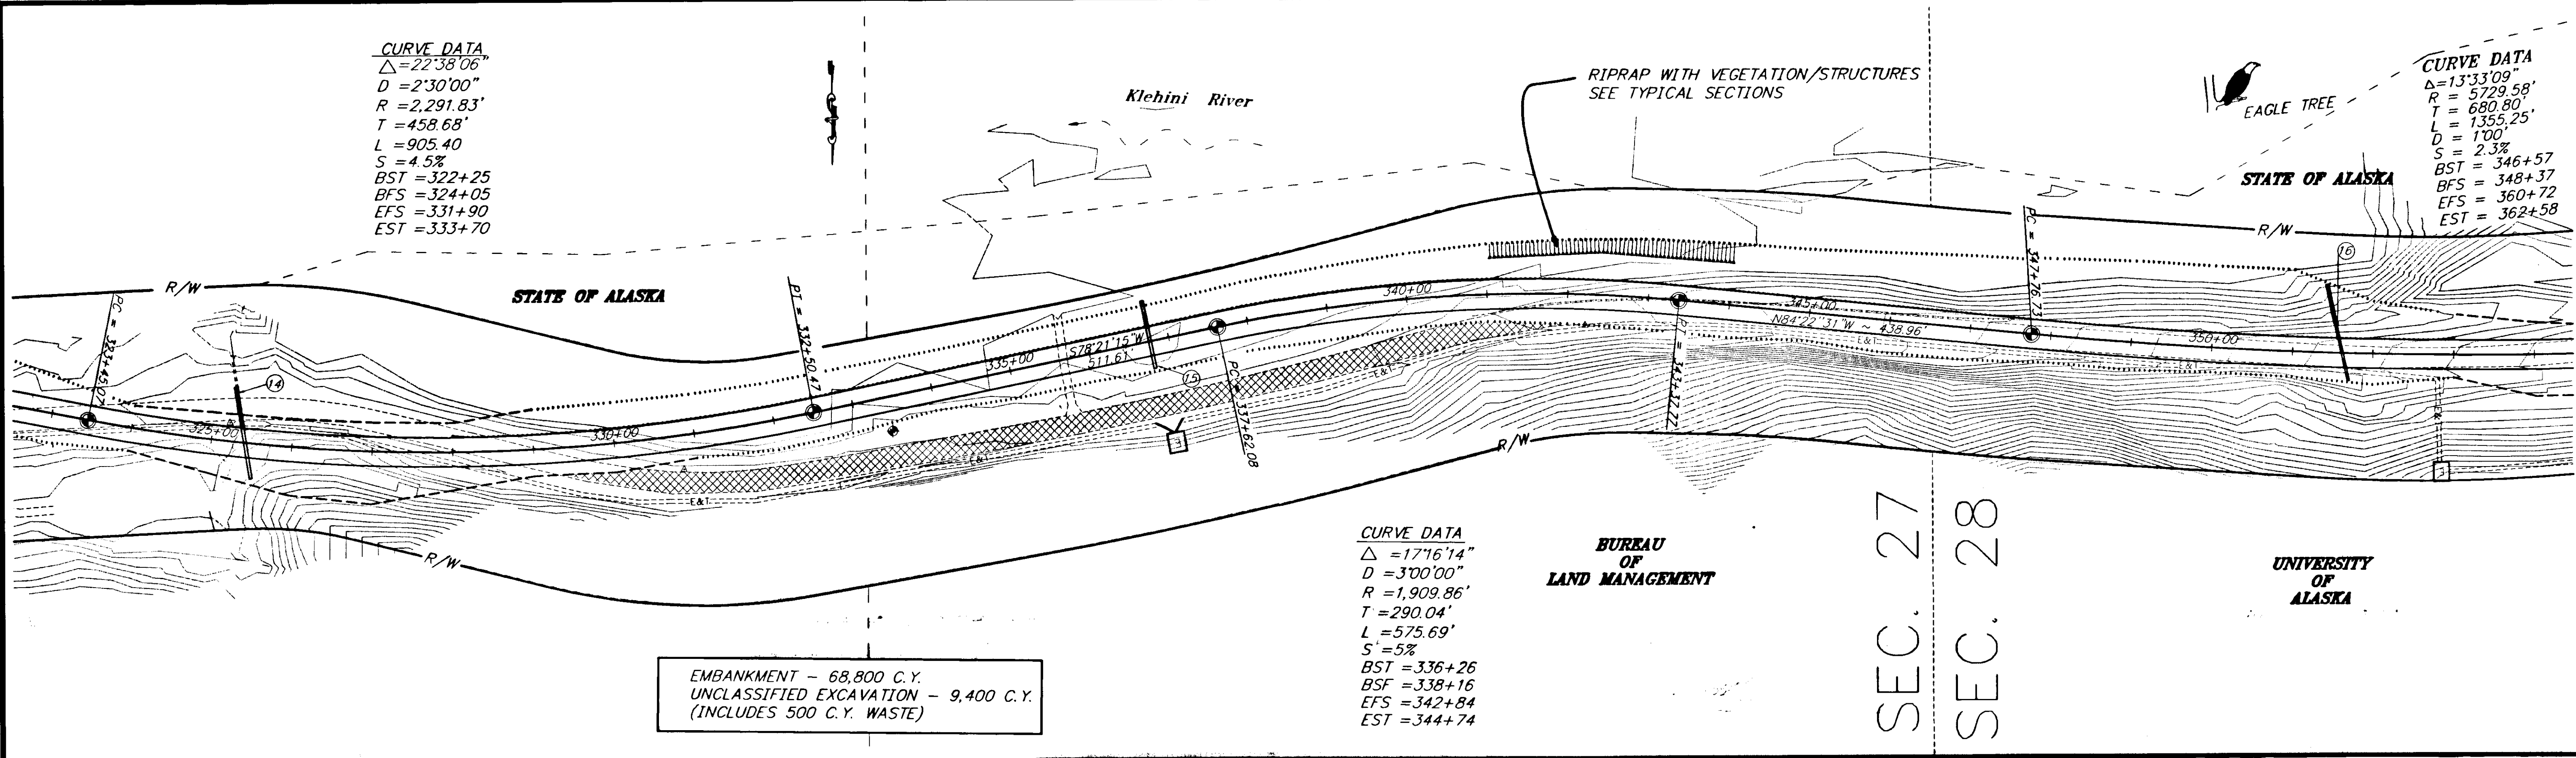 CURVE DATA
△=22°38'06"
D =2°30'00"
R =2,291.83'
T =458.68'
L =905.40
S =4.5%
BST =322+25
BFS =324+05
EFS =331+90
EST =333+70
Klehini River
RIPRAP WITH VEGETATION/STRUCTURES
SEE TYPICAL SECTIONS
EAGLE TREE
CURVE DATA
△=13°33'09"
R = 5729.58'
T = 680.80'
L = 1355.25'
D = 1°00'
S = 2.3%
BST = 346+57
BFS = 348+37
EFS = 360+72
EST = 362+58
STATE OF ALASKA
R/W
STATE OF ALASKA
R/W
PC = 323+45.07
14
325+00
330+00
PT = 332+50.47
335+00
S78°21'15"W
511.61'
15
PC = 337+62.08
340+00
345+00
N84°22'31"W ~ 438.96
PC = 347+76.73
350+00
16
E&T
E&T
E&T
E&T
E&T
R/W
R/W
CURVE DATA
△ =17°16'14"
D =3°00'00"
R =1,909.86'
T =290.04'
L =575.69'
S =5%
BST =336+26
BSF =338+16
EFS =342+84
EST =344+74
BUREAU
OF
LAND MANAGEMENT
SEC. 27
SEC. 28
UNIVERSITY
OF
ALASKA
EMBANKMENT - 68,800 C.Y.
UNCLASSIFIED EXCAVATION - 9,400 C.Y.
(INCLUDES 500 C.Y. WASTE)